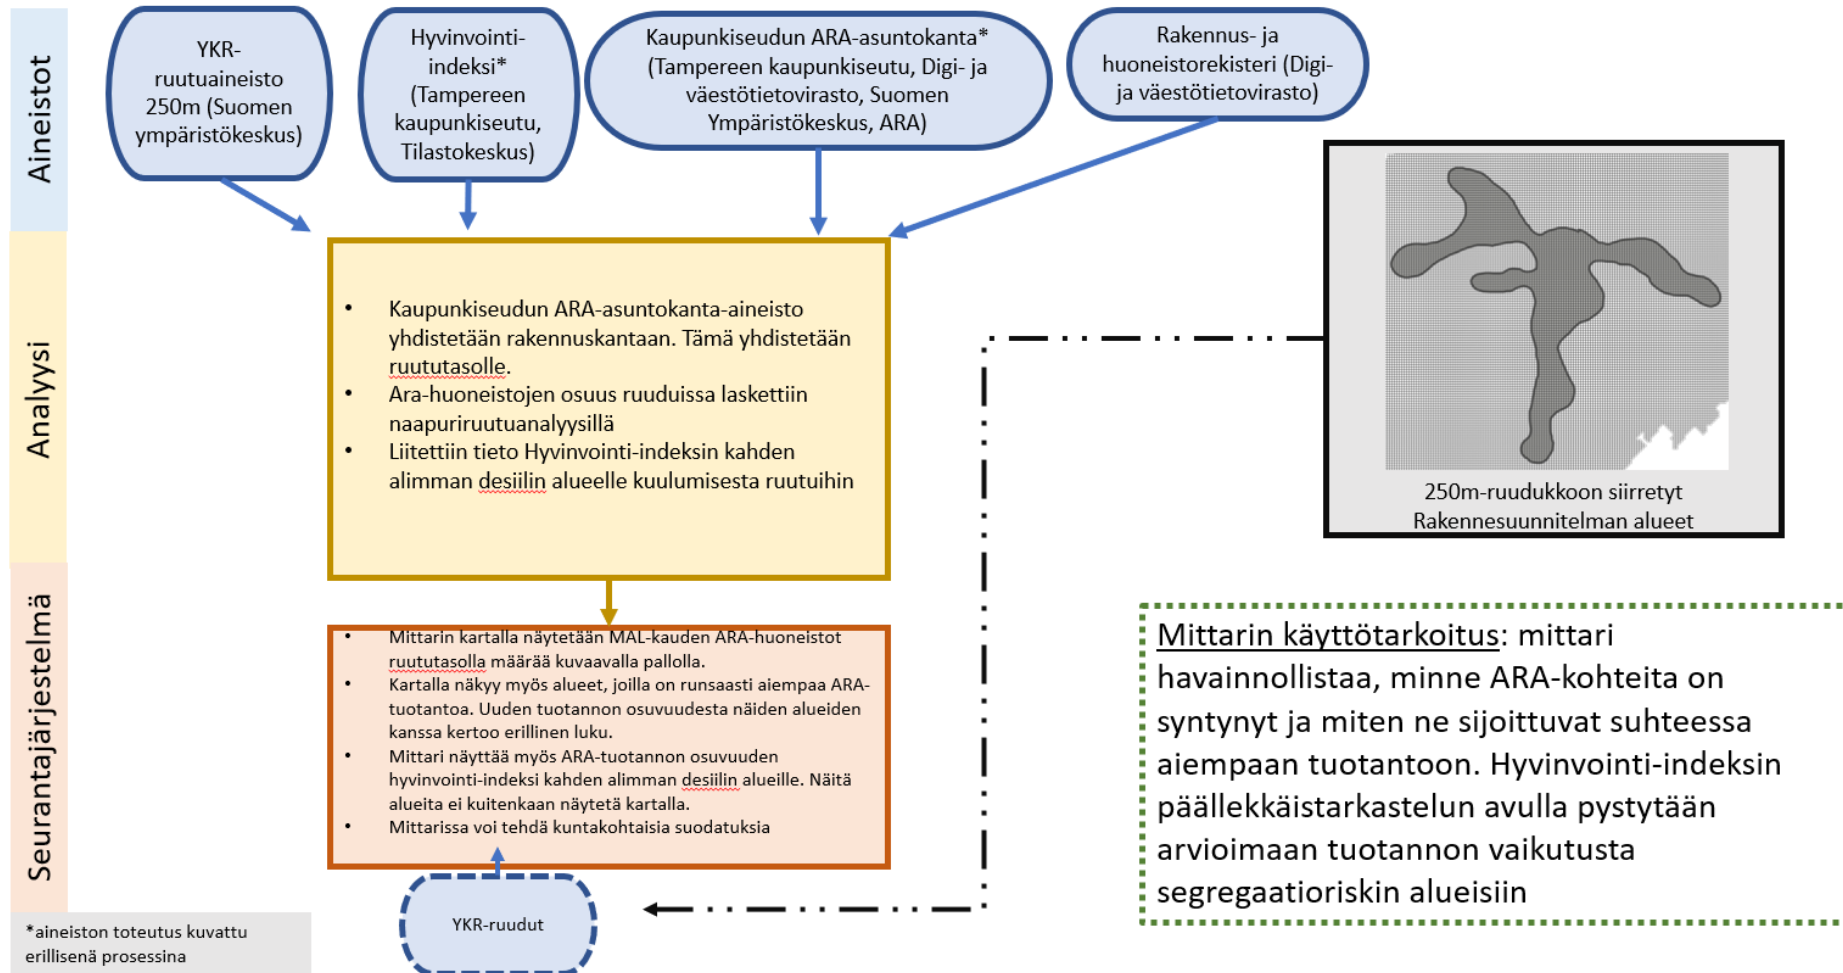 Aineistot
YKR-
ruutuaineisto
250m (Suomen
ympäristökeskus)
Hyvinvointi-
indeksi*
(Tampereen
kaupunkiseutu,
Tilastokeskus)
Kaupunkiseudun ARA-asuntokanta*
(Tampereen kaupunkiseutu, Digi- ja
väestötietovirasto, Suomen
Ympäristökeskus, ARA)
Rakennus- ja
huoneistorekisteri (Digi-
ja väestötietovirasto)
Analyysi
• Kaupunkiseudun ARA-asuntokanta-aineisto
yhdistetään rakennuskantaan. Tämä yhdistetään
ruututasolle.
• Ara-huoneistojen osuus ruuduissa laskettiin
naapuriruutuanalyysillä
• Liitettiin tieto Hyvinvointi-indeksin kahden
alimman desiilin alueelle kuulumisesta ruutuihin
250m-ruudukkoon siirretyt
Rakennesuunnitelman alueet
Seurantajärjestelmä
• Mittarin kartalla näytetään MAL-kauden ARA-huoneistot
ruututasolla määrää kuvaavalla pallolla.
• Kartalla näkyy myös alueet, joilla on runsaasti aiempaa ARA-
tuotantoa. Uuden tuotannon osuvuudesta näiden alueiden
kanssa kertoo erillinen luku.
• Mittari näyttää myös ARA-tuotannon osuvuuden
hyvinvointi-indeksi kahden alimman desiilin alueille. Näitä
alueita ei kuitenkaan näytetä kartalla.
• Mittarissa voi tehdä kuntakohtaisia suodatuksia
YKR-ruudut
Mittarin käyttötarkoitus: mittari
havainnollistaa, minne ARA-kohteita on
syntynyt ja miten ne sijoittuvat suhteessa
aiempaan tuotantoon. Hyvinvointi-indeksin
päällekkäistarkastelun avulla pystytään
arvioimaan tuotannon vaikutusta
segregaatioriskin alueisiin
*aineiston toteutus kuvattu
erillisenä prosessina